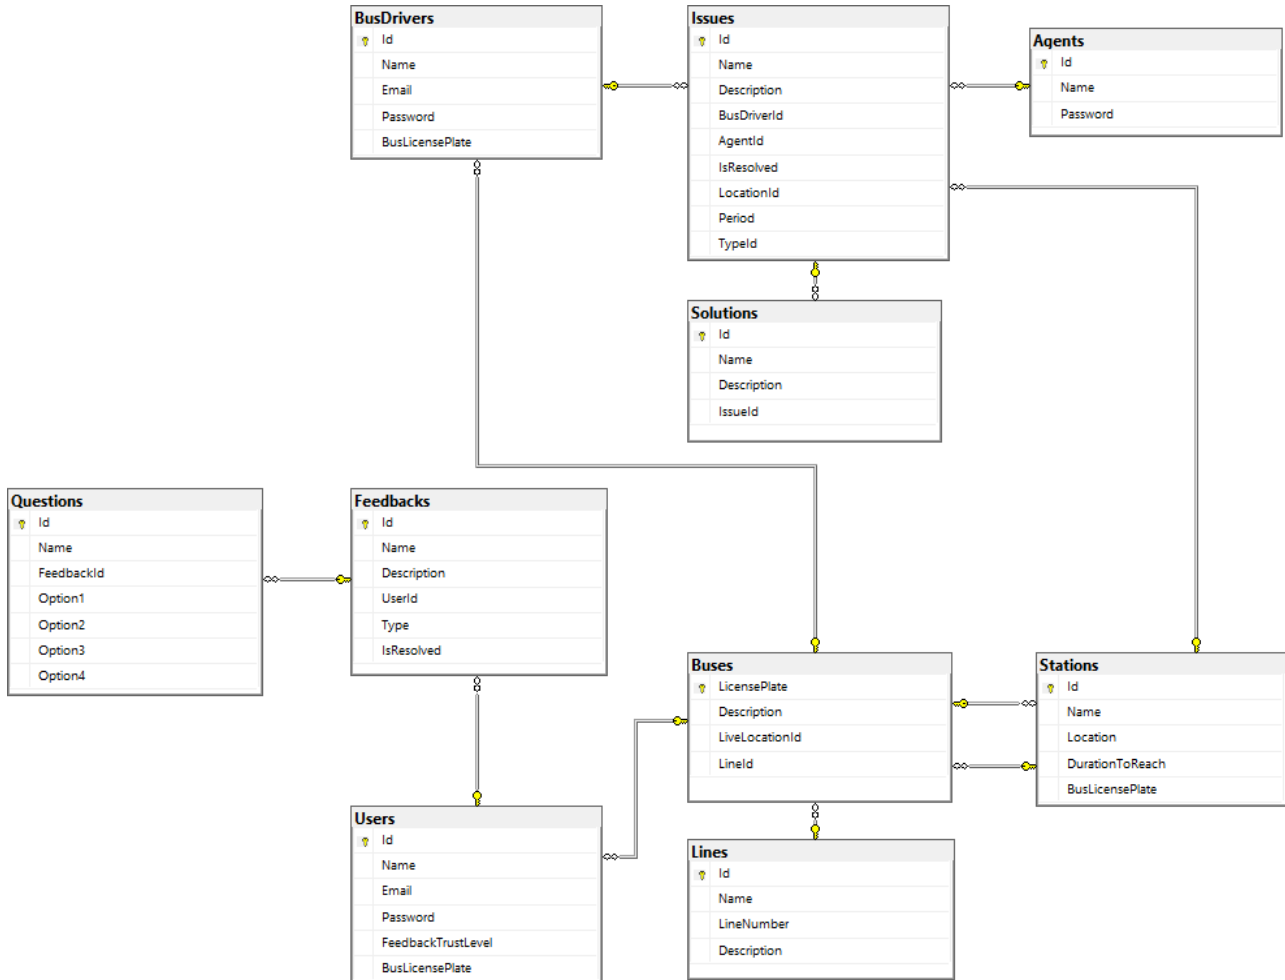 BusDrivers
Id
Name
Email
Password
BusLicensePlate
Issues
Id
Name
Description
BusDriverId
AgentId
IsResolved
LocationId
Period
TypeId
Agents
Id
Name
Password
Solutions
Id
Name
Description
IssueId
Questions
Id
Name
FeedbackId
Option1
Option2
Option3
Option4
Feedbacks
Id
Name
Description
UserId
Type
IsResolved
Buses
LicensePlate
Description
LiveLocationId
LineId
Stations
Id
Name
Location
DurationToReach
BusLicensePlate
Users
Id
Name
Email
Password
FeedbackTrustLevel
BusLicensePlate
Lines
Id
Name
LineNumber
Description